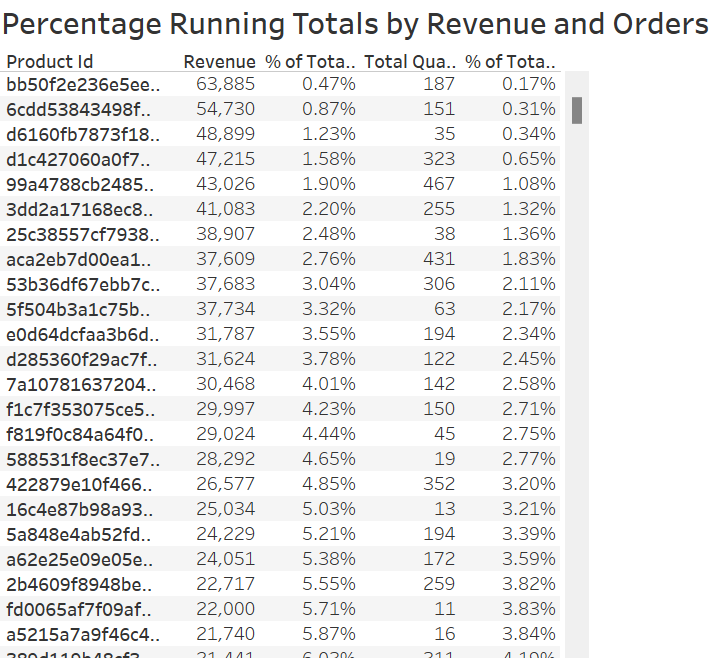 Percentage Running Totals by Revenue and Orders
Product Id Revenue % of Tota.. Total Qua.. % of Tota..
bb50f2e236e5ee.. 63,885 0.47% 187 0.17%
6cdd53843498f.. 54,730 0.87% 151 0.31%
d6160fb7873f18.. 48,899 1.23% 35 0.34%
d1c427060a0f7.. 47,215 1.58% 323 0.65%
99a4788cb2485.. 43,026 1.90% 467 1.08%
3dd2a17168ec8.. 41,083 2.20% 255 1.32%
25c38557cf7938.. 38,907 2.48% 38 1.36%
aca2eb7d00ea1.. 37,609 2.76% 431 1.83%
53b36df67ebb7c.. 37,683 3.04% 306 2.11%
5f504b3a1c75b.. 37,734 3.32% 63 2.17%
e0d64dcfaa3b6d.. 31,787 3.55% 194 2.34%
d285360f29ac7f.. 31,624 3.78% 122 2.45%
7a10781637204.. 30,468 4.01% 142 2.58%
f1c7f353075ce5.. 29,997 4.23% 150 2.71%
f819f0c84a64f0.. 29,024 4.44% 45 2.75%
588531f8ec37e7.. 28,292 4.65% 19 2.77%
422879e10f466.. 26,577 4.85% 352 3.20%
16c4e87b98a93.. 25,034 5.03% 13 3.21%
5a848e4ab52fd.. 24,229 5.21% 194 3.39%
a62e25e09e05e.. 24,051 5.38% 172 3.59%
2b4609f8948be.. 22,717 5.55% 259 3.82%
fd0065af7f09af.. 22,000 5.71% 11 3.83%
a5215a7a9f46c4.. 21,740 5.87% 16 3.84%